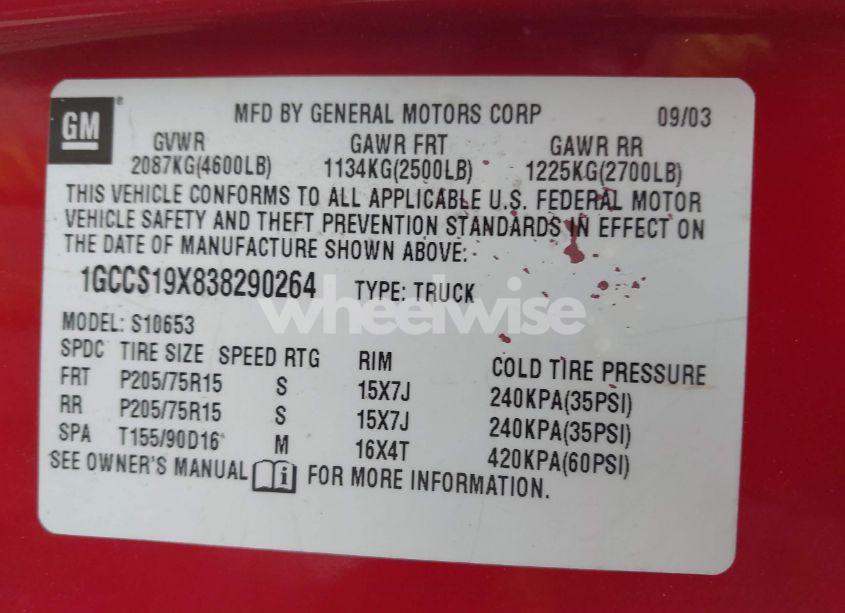 GM
MFD BY GENERAL MOTORS CORP 09/03
GVWR GAWR FRT GAWR RR
2087KG(4600LB) 1134KG(2500LB) 1225KG(2700LB)
THIS VEHICLE CONFORMS TO ALL APPLICABLE U.S. FEDERAL MOTOR
VEHICLE SAFETY AND THEFT PREVENTION STANDARDS IN EFFECT ON
THE DATE OF MANUFACTURE SHOWN ABOVE:
1GCCS19X838290264 TYPE: TRUCK
wheelwise
MODEL: S10653
SPDC TIRE SIZE SPEED RTG RIM COLD TIRE PRESSURE
FRT P205/75R15 S 15X7J 240KPA(35PSI)
RR P205/75R15 S 15X7J 240KPA(35PSI)
SPA T155/90D16 M 16X4T 420KPA(60PSI)
SEE OWNER'S MANUAL FOR MORE INFORMATION.